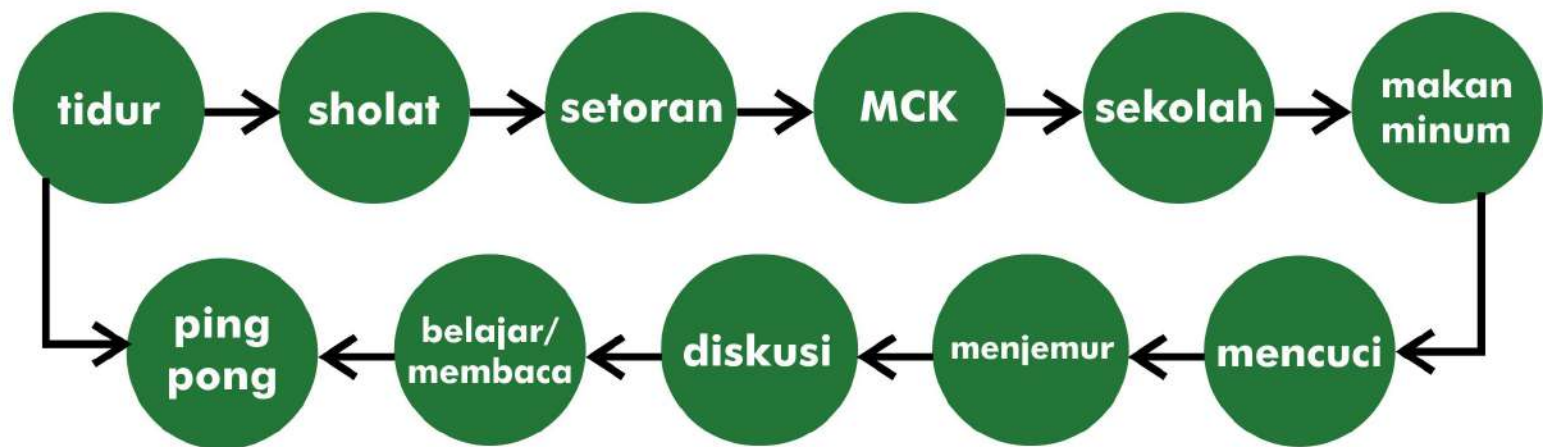 tidur
sholat
setoran
MCK
sekolah
makan
minum
ping
pong
belajar/
membaca
diskusi
menjemur
mencuci